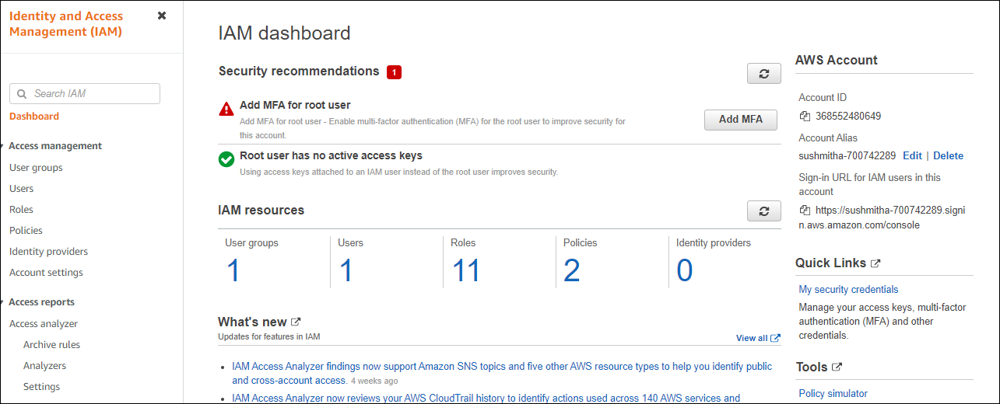 Identity and Access
Management (IAM)
Search IAM
Dashboard
Access management
User groups
Users
Roles
Policies
Identity providers
Account settings
Access reports
Access analyzer
Archive rules
Analyzers
Settings
IAM dashboard
Security recommendations 1
Add MFA for root user
Add MFA for root user - Enable multi-factor authentication (MFA) for the root user to improve security for
this account.
Add MFA
Root user has no active access keys
Using access keys attached to an IAM user instead of the root user improves security.
IAM resources
User groups
1
Users
1
Roles
11
Policies
2
Identity providers
0
What's new
Updates for features in IAM
View all
IAM Access Analyzer findings now support Amazon SNS topics and five other AWS resource types to help you identify public
and cross-account access. 4 weeks ago
IAM Access Analyzer now reviews your AWS CloudTrail history to identify actions used across 140 AWS services and
AWS Account
Account ID
368552480649
Account Alias
sushmitha-700742289 Edit | Delete
Sign-in URL for IAM users in this
account
https://sushmitha-700742289.signi
n.aws.amazon.com/console
Quick Links
My security credentials
Manage your access keys, multi-factor
authentication (MFA) and other
credentials.
Tools
Policy simulator